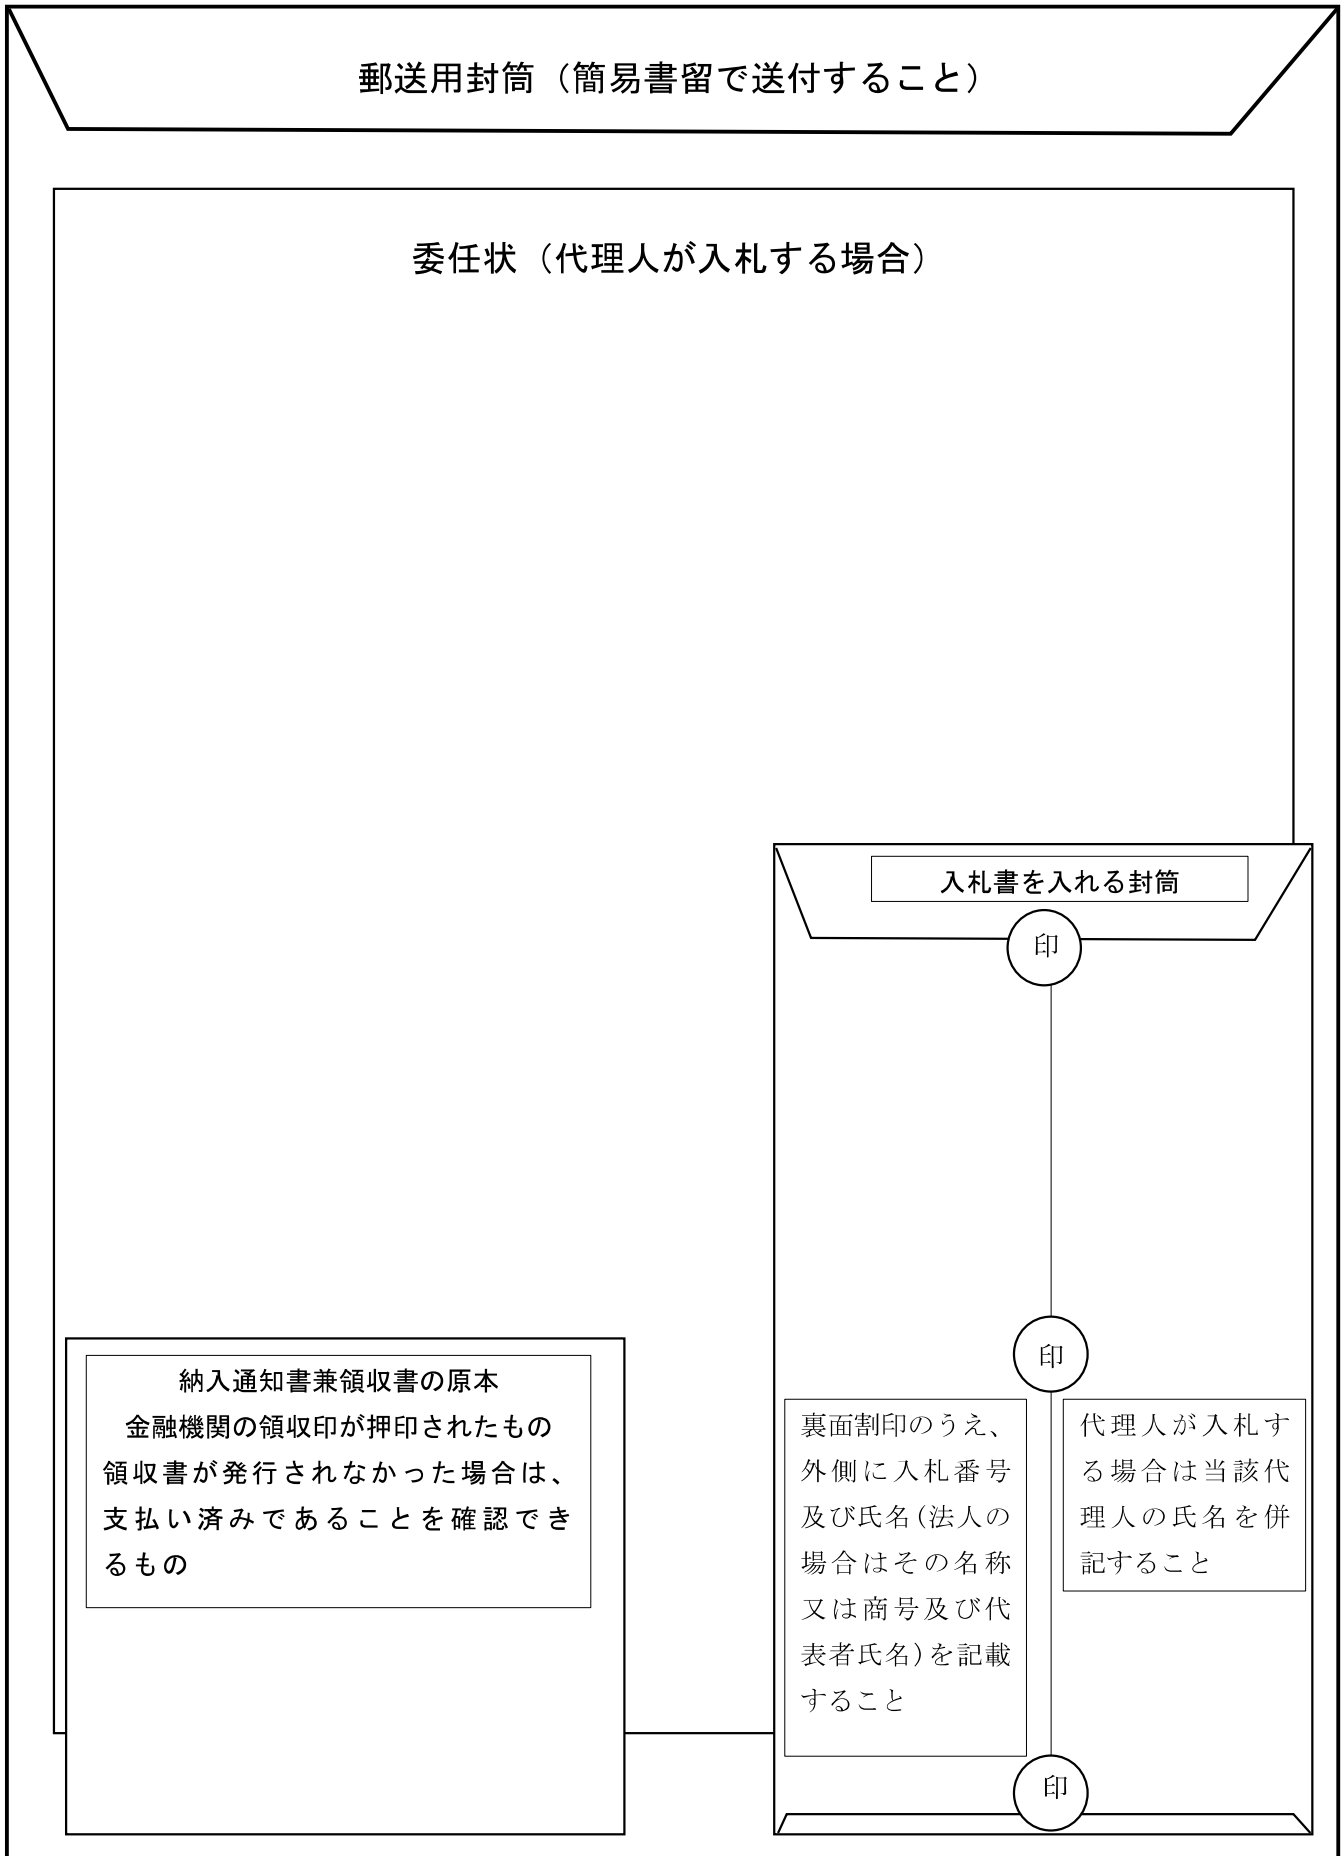 郵送用封筒（簡易書留で送付すること）
委任状（代理人が入札する場合）
入札書を入れる封筒
印
印
納入通知書兼領収書の原本
金融機関の領収印が押印されたもの
領収書が発行されなかった場合は、
支払い済みであることを確認でき
るもの
裏面割印のうえ、
外側に入札番号
及び氏名(法人の
場合はその名称
又は商号及び代
表者氏名)を記載
すること
代理人が入札す
る場合は当該代
理人の氏名を併
記すること
印